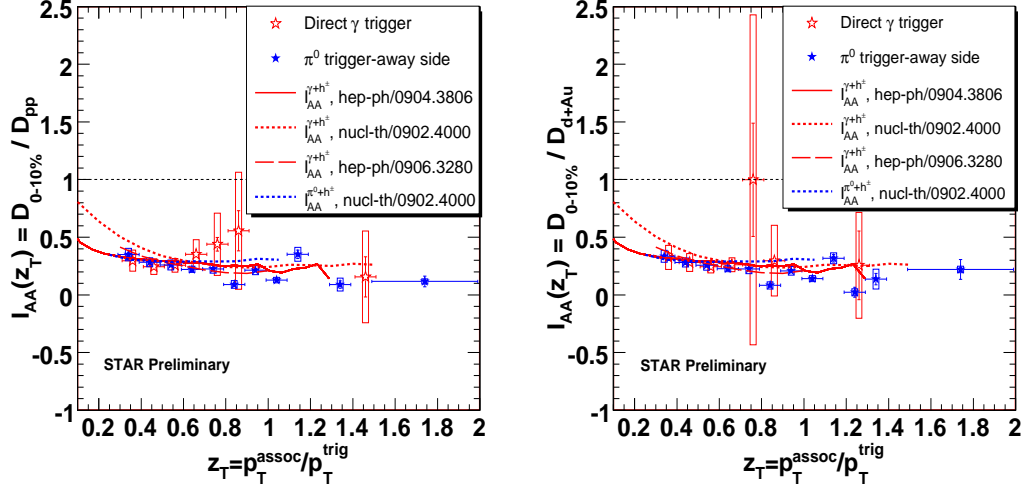 Direct γ trigger
π⁰ trigger-away side
I_AA^{γ+h±}, hep-ph/0904.3806
I_AA^{γ+h±}, nucl-th/0902.4000
I_AA^{γ+h±}, hep-ph/0906.3280
I_AA^{π⁰+h±}, nucl-th/0902.4000
I_AA(z_T) = D_0-10% / D_pp
2.5
2
1.5
1
0.5
0
-0.5
-1
STAR Preliminary
0.2 0.4 0.6 0.8 1 1.2 1.4 1.6 1.8 2
z_T=p_T^assoc/p_T^trig
Direct γ trigger
π⁰ trigger-away side
I_AA^{γ+h±}, hep-ph/0904.3806
I_AA^{γ+h±}, nucl-th/0902.4000
I_AA^{γ+h±}, hep-ph/0906.3280
I_AA^{π⁰+h±}, nucl-th/0902.4000
I_AA(z_T) = D_0-10% / D_d+Au
2.5
2
1.5
1
0.5
0
-0.5
-1
STAR Preliminary
0.2 0.4 0.6 0.8 1 1.2 1.4 1.6 1.8 2
z_T=p_T^assoc/p_T^trig